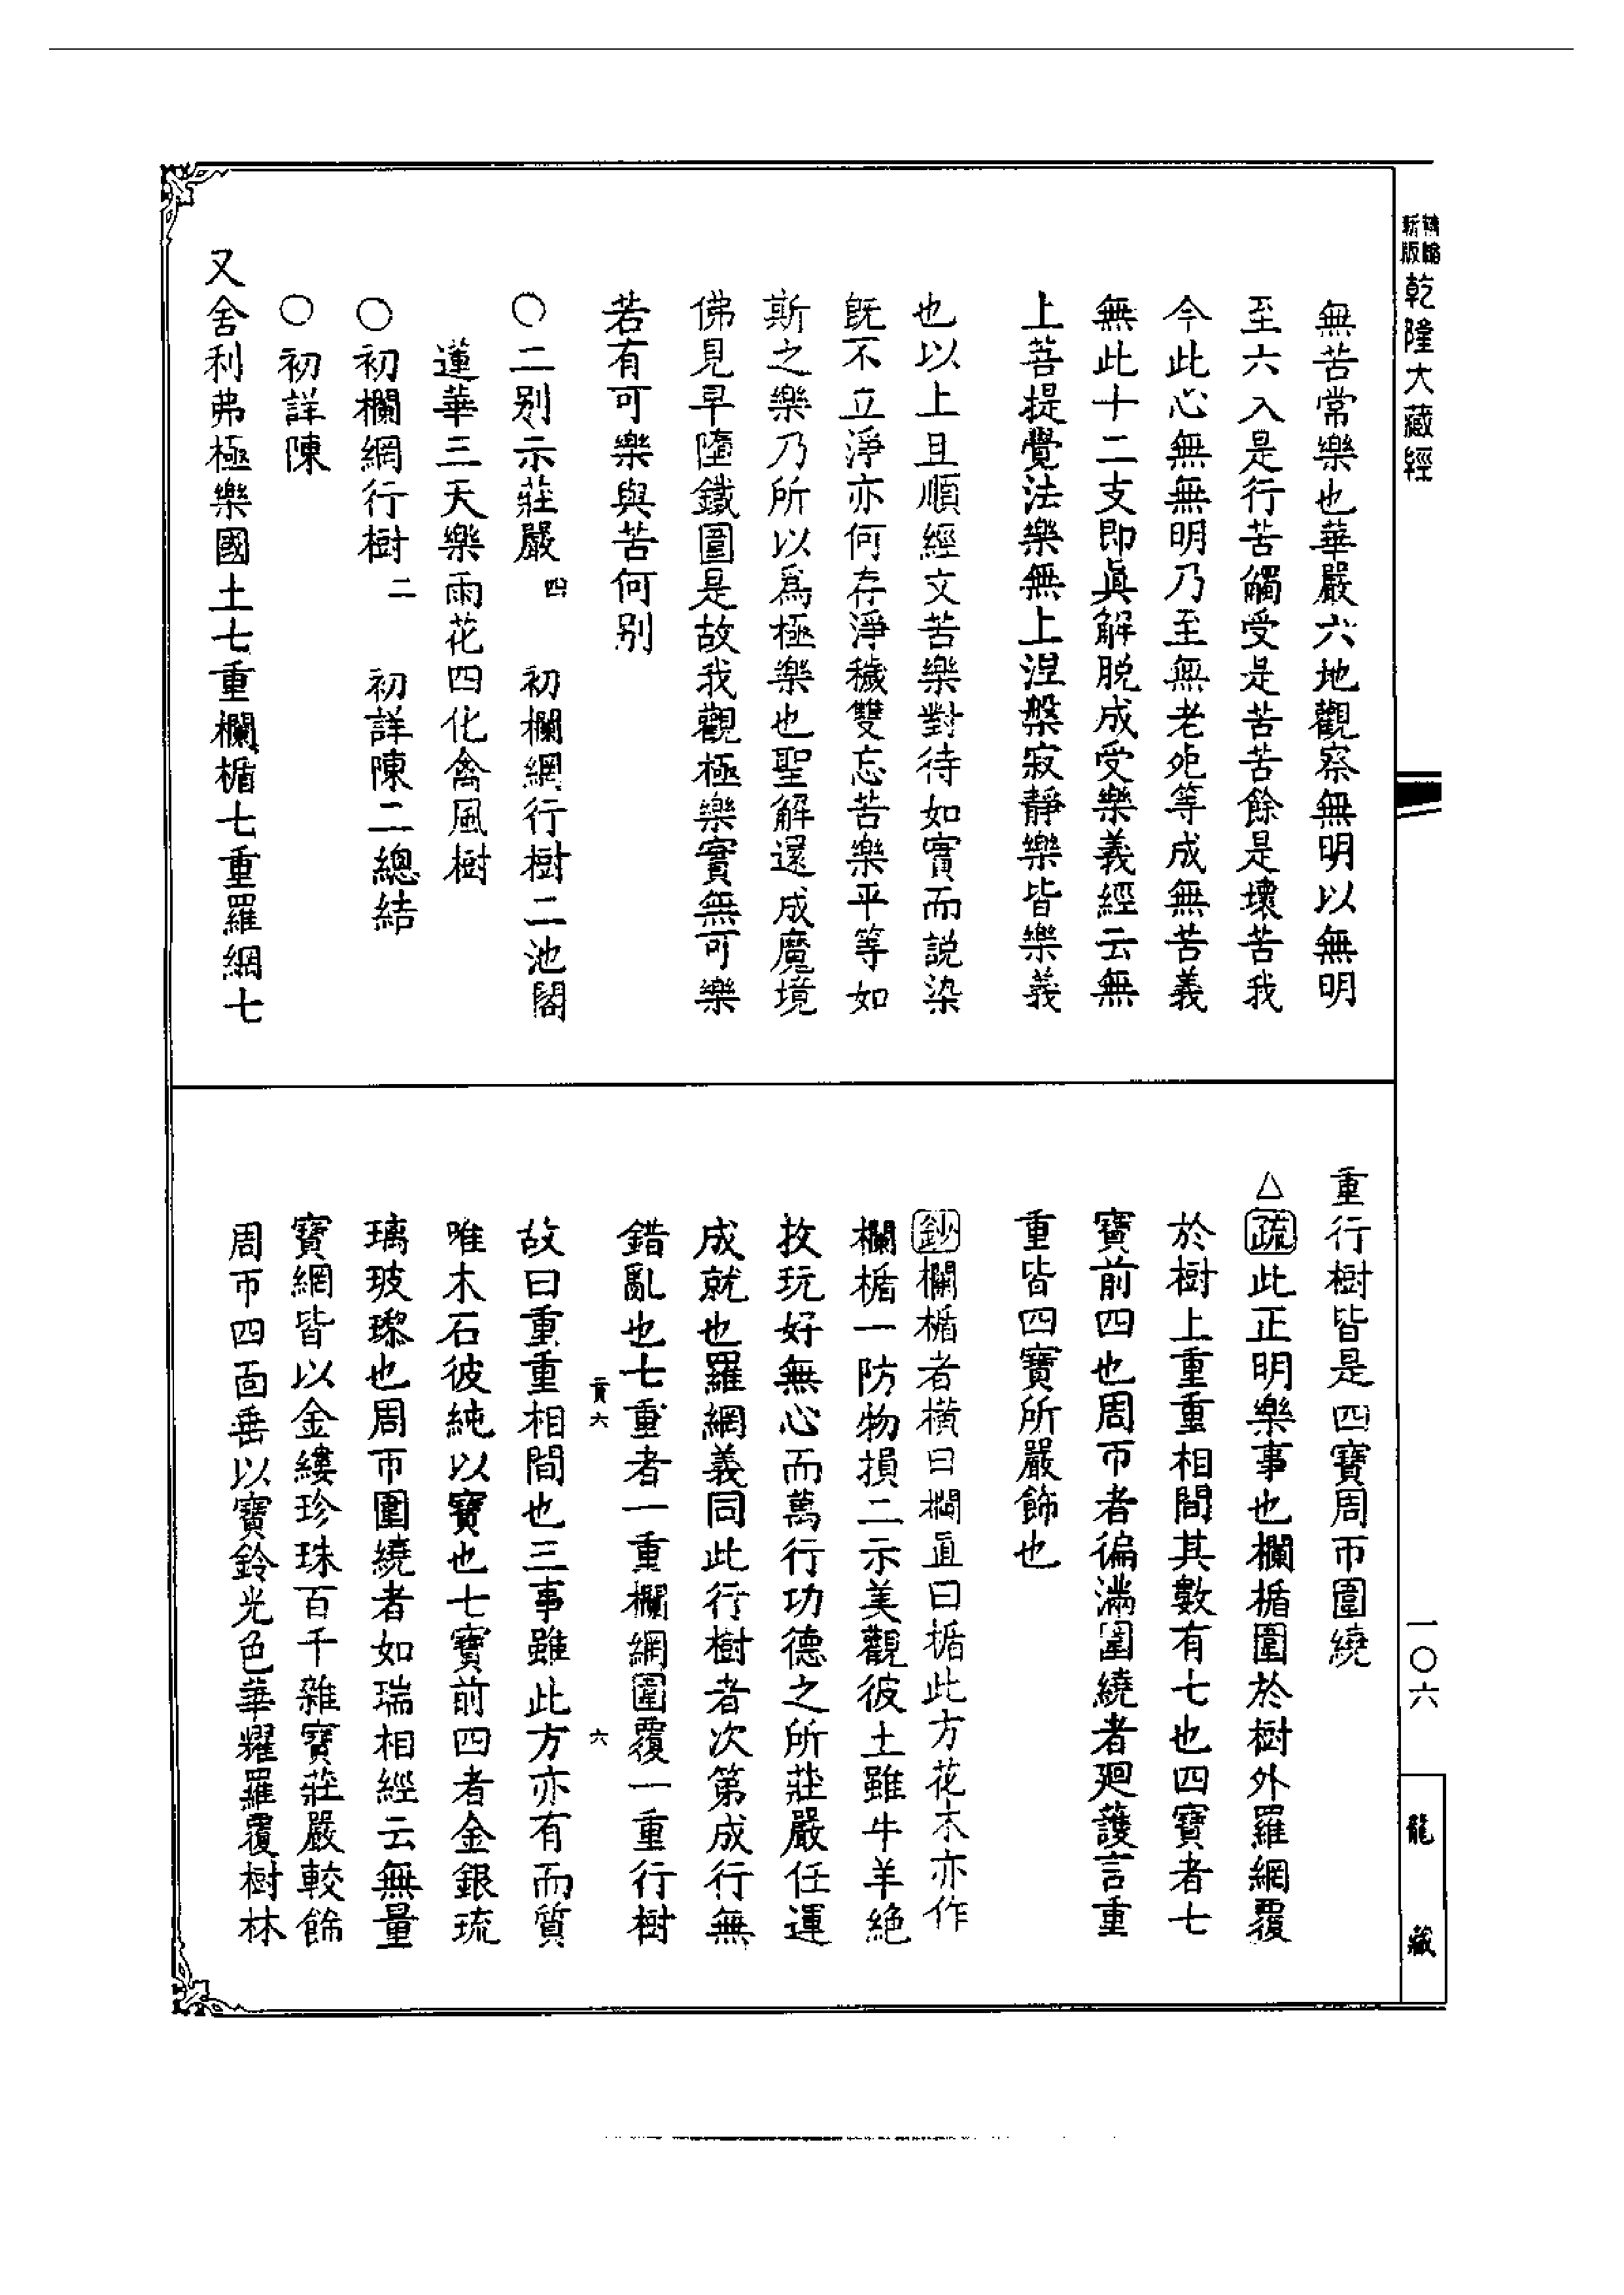 新版
乾隆大藏經
無苦常樂也華嚴六地觀察無明以無明
至六入是行苦觸受是苦苦餘是壞苦我
今此心無無明乃至無老死等成無苦義
無此十二支即眞解脫成受樂義經云無
上菩提覺法樂無上涅槃寂靜樂皆樂義
也以上且順經文苦樂對待如實而説染
既不立淨亦何存淨穢雙忘苦樂平等如
斯之樂乃所以爲極樂也聖解還成魔境
佛見早墮鐵圍是故我觀極樂實無可樂
若有可樂與苦何別
○二別示莊嚴四 初欄網行樹二池閣
蓮華三天樂雨花四化禽風樹
○初欄網行樹二 初詳陳二總結
○初詳陳
又舍利弗極樂國土七重欄楯七重羅網七
重行樹皆是四寶周帀圍繞
△疏此正明樂事也欄楯圍於樹外羅網覆
於樹上重重相間其數有七也四寶者七
寶前四也周帀者徧滿圍繞者廻護言重
重皆四寶所嚴飾也
鈔欄楯者橫曰欄直曰楯此方花木亦作
欄楯一防物損二示美觀彼土雖牛羊絕
牧玩好無心而萬行功德之所莊嚴任運
成就也羅網義同此行樹者次第成行無
錯亂也七重者一重欄網圍覆一重行樹
貢六 六
故曰重重相間也三事雖此方亦有而質
唯木石彼純以寶也七寶前四者金銀琉
璃玻瓈也周帀圍繞者如瑞相經云無量
寶網皆以金縷珍珠百千雜寶莊嚴較飾
周帀四面垂以寶鈴光色華耀羅覆樹林
一〇六
龍藏